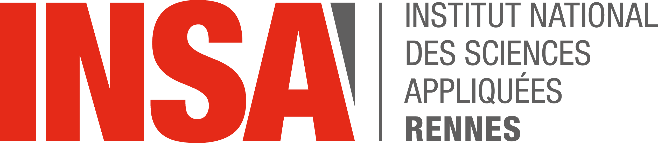 INSA
INSTITUT NATIONAL
DES SCIENCES
APPLIQUÉES
RENNES